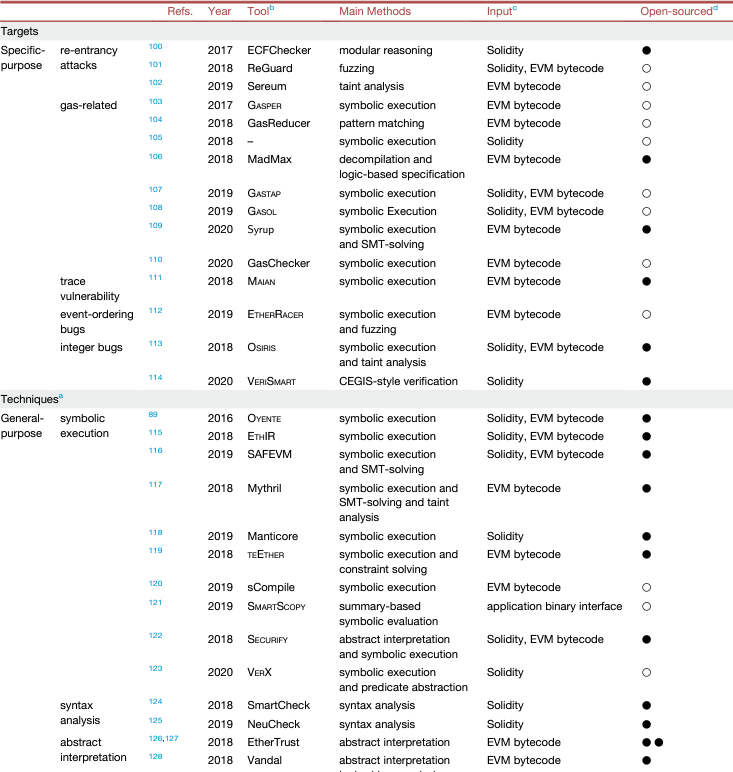 Refs. Year Toolb Main Methods Inputc Open-sourcedd
Targets
Specific- re-entrancy 100 2017 ECFChecker modular reasoning Solidity ●
purpose attacks 101 2018 ReGuard fuzzing Solidity, EVM bytecode ○
102 2019 Sereum taint analysis EVM bytecode ○
gas-related 103 2017 GASPER symbolic execution EVM bytecode ○
104 2018 GasReducer pattern matching EVM bytecode ○
105 2018 – symbolic execution Solidity ○
106 2018 MadMax decompilation and EVM bytecode ●
logic-based specification
107 2019 GASTAP symbolic execution Solidity, EVM bytecode ○
108 2019 GASOL symbolic Execution Solidity, EVM bytecode ○
109 2020 Syrup symbolic execution EVM bytecode ●
and SMT-solving
110 2020 GasChecker symbolic execution EVM bytecode ○
trace 111 2018 MAIAN symbolic execution EVM bytecode ●
vulnerability
event-ordering 112 2019 ETHERRACER symbolic execution EVM bytecode ○
bugs and fuzzing
integer bugs 113 2018 OSIRIS symbolic execution Solidity, EVM bytecode ●
and taint analysis
114 2020 VERISMART CEGIS-style verification Solidity ●
Techniquesa
General- symbolic 89 2016 OYENTE symbolic execution Solidity, EVM bytecode ●
purpose execution 115 2018 ETHIR symbolic execution Solidity, EVM bytecode ●
116 2019 SAFEVM symbolic execution Solidity, EVM bytecode ●
and SMT-solving
117 2018 Mythril symbolic execution and EVM bytecode ●
SMT-solving and taint
analysis
118 2019 Manticore symbolic execution Solidity ●
119 2018 TEETHER symbolic execution and EVM bytecode ●
constraint solving
120 2019 sCompile symbolic execution EVM bytecode ○
121 2019 SMARTSCOPY summary-based application binary interface ○
symbolic evaluation
122 2018 SECURIFY abstract interpretation Solidity, EVM bytecode ●
and symbolic execution
123 2020 VERX symbolic execution Solidity ○
and predicate abstraction
syntax 124 2018 SmartCheck syntax analysis Solidity ●
analysis 125 2019 NeuCheck syntax analysis Solidity ●
abstract 126,127 2018 EtherTrust abstract interpretation EVM bytecode ● ●
interpretation 128 2018 Vandal abstract interpretation EVM bytecode ●